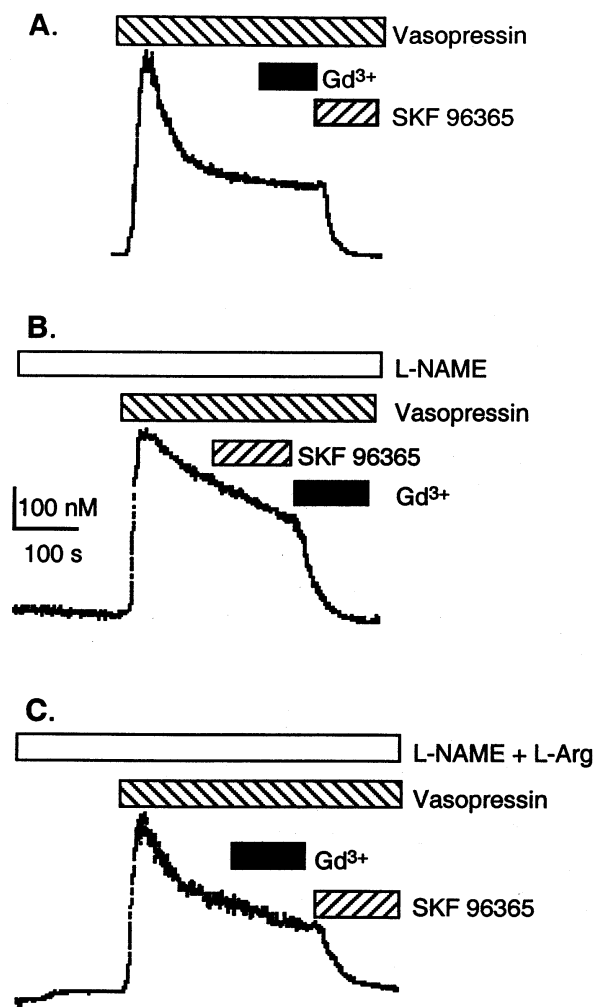 A.
Vasopressin
Gd3+
SKF 96365
B.
L-NAME
Vasopressin
SKF 96365
Gd3+
100 nM
100 s
C.
L-NAME + L-Arg
Vasopressin
Gd3+
SKF 96365